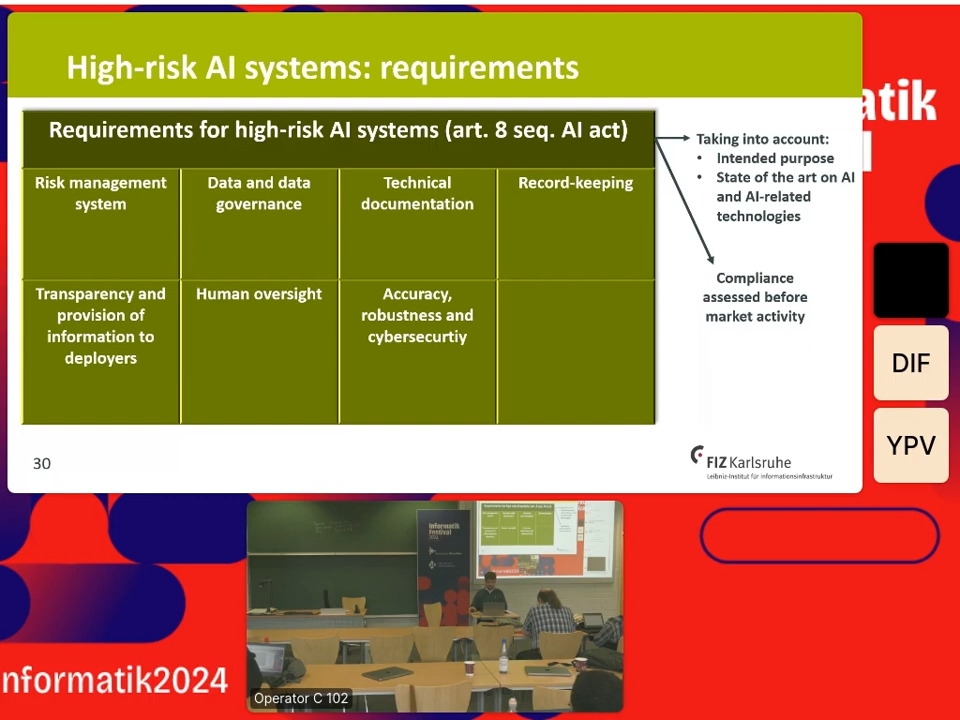 High-risk AI systems: requirements
Requirements for high-risk AI systems (art. 8 seq. AI act)
Risk management
system
Data and data
governance
Technical
documentation
Record-keeping
Transparency and
provision of
information to
deployers
Human oversight
Accuracy,
robustness and
cybersecurtiy
Taking into account:
• Intended purpose
• State of the art on AI
and AI-related
technologies
Compliance
assessed before
market activity
30
FIZ Karlsruhe
Leibniz-Institut für Informationsinfrastruktur
atik
DIF
YPV
informatik
festival
Operator C 102
nformatik2024